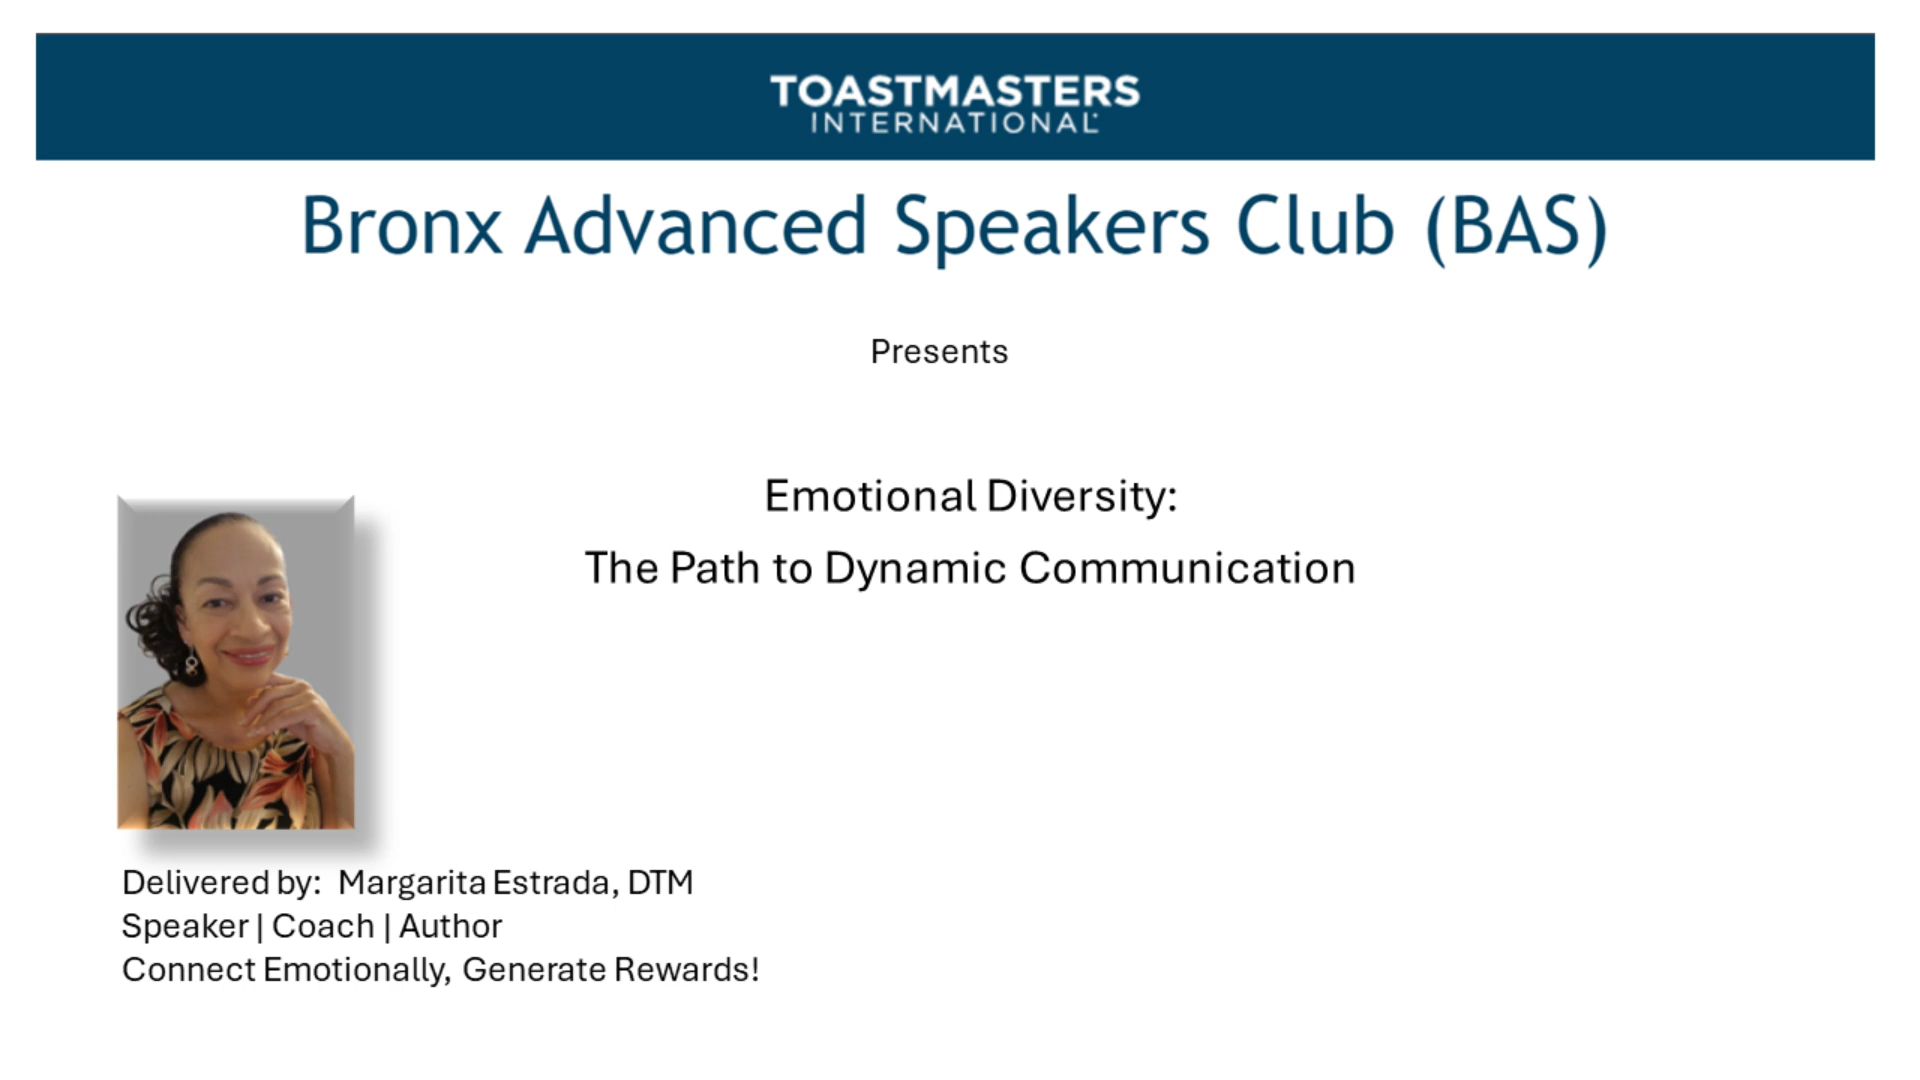 TOASTMASTERS
INTERNATIONAL
Bronx Advanced Speakers Club (BAS)
Presents
Emotional Diversity:
The Path to Dynamic Communication
Delivered by: Margarita Estrada, DTM
Speaker | Coach | Author
Connect Emotionally, Generate Rewards!